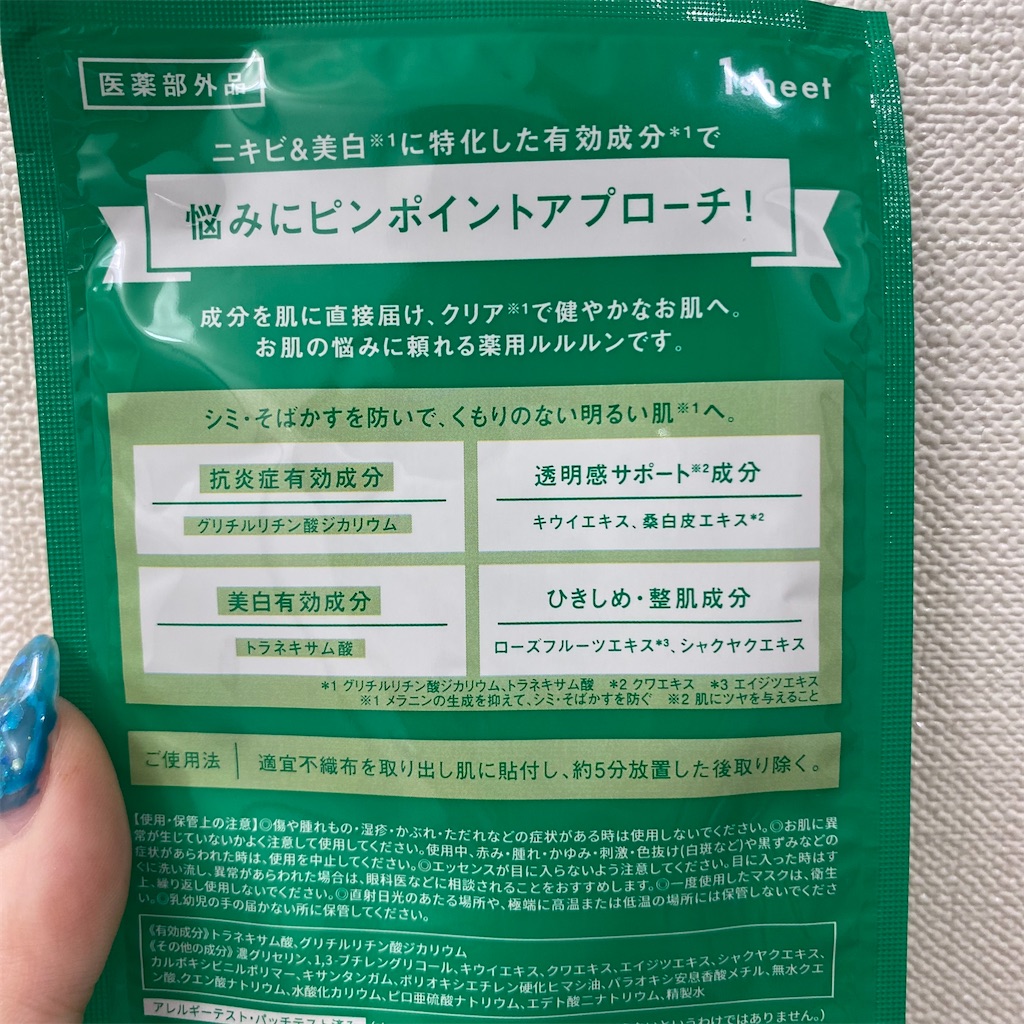 医薬部外品
1sheet
ニキビ&美白※1に特化した有効成分*1で
悩みにピンポイントアプローチ!
成分を肌に直接届け、クリア※1で健やかなお肌へ。
お肌の悩みに頼れる薬用ルルルンです。
シミ・そばかすを防いで、くもりのない明るい肌※1へ。
抗炎症有効成分
グリチルリチン酸ジカリウム
透明感サポート※2成分
キウイエキス、桑白皮エキス*2
美白有効成分
トラネキサム酸
ひきしめ・整肌成分
ローズフルーツエキス*3、シャクヤクエキス
*1 グリチルリチン酸ジカリウム、トラネキサム酸 *2 クワエキス *3 エイジツエキス
※1 メラニンの生成を抑えて、シミ・そばかすを防ぐ ※2 肌にツヤを与えること
ご使用法 適宜不織布を取り出し肌に貼付し、約5分放置した後取り除く。
【使用・保管上の注意】◎傷や腫れもの・湿疹・かぶれ・ただれなどの症状がある時は使用しないでください。◎お肌に異
常が生じていないかよく注意して使用してください。使用中、赤み・腫れ・かゆみ・刺激・色抜け(白斑など)や黒ずみなどの
症状があらわれた時は、使用を中止してください。◎エッセンスが目に入らないよう注意してください。目に入った時はす
ぐに洗い流し、異常があらわれた場合は、眼科医などに相談されることをおすすめします。◎一度使用したマスクは、衛生
上、繰り返し使用しないでください。◎直射日光のあたる場所や、極端に高温または低温の場所には保管しないでくださ
い。◎乳幼児の手の届かない所に保管してください。
《有効成分》トラネキサム酸、グリチルリチン酸ジカリウム
《その他の成分》濃グリセリン、1,3-ブチレングリコール、キウイエキス、クワエキス、エイジツエキス、シャクヤクエキス、
カルボキシビニルポリマー、キサンタンガム、ポリオキシエチレン硬化ヒマシ油、パラオキシ安息香酸メチル、無水クエ
ン酸、クエン酸ナトリウム、水酸化カリウム、ピロ亜硫酸ナトリウム、エデト酸二ナトリウム、精製水
アレルギーテスト・パッチテスト済み
いというわけではありません。)